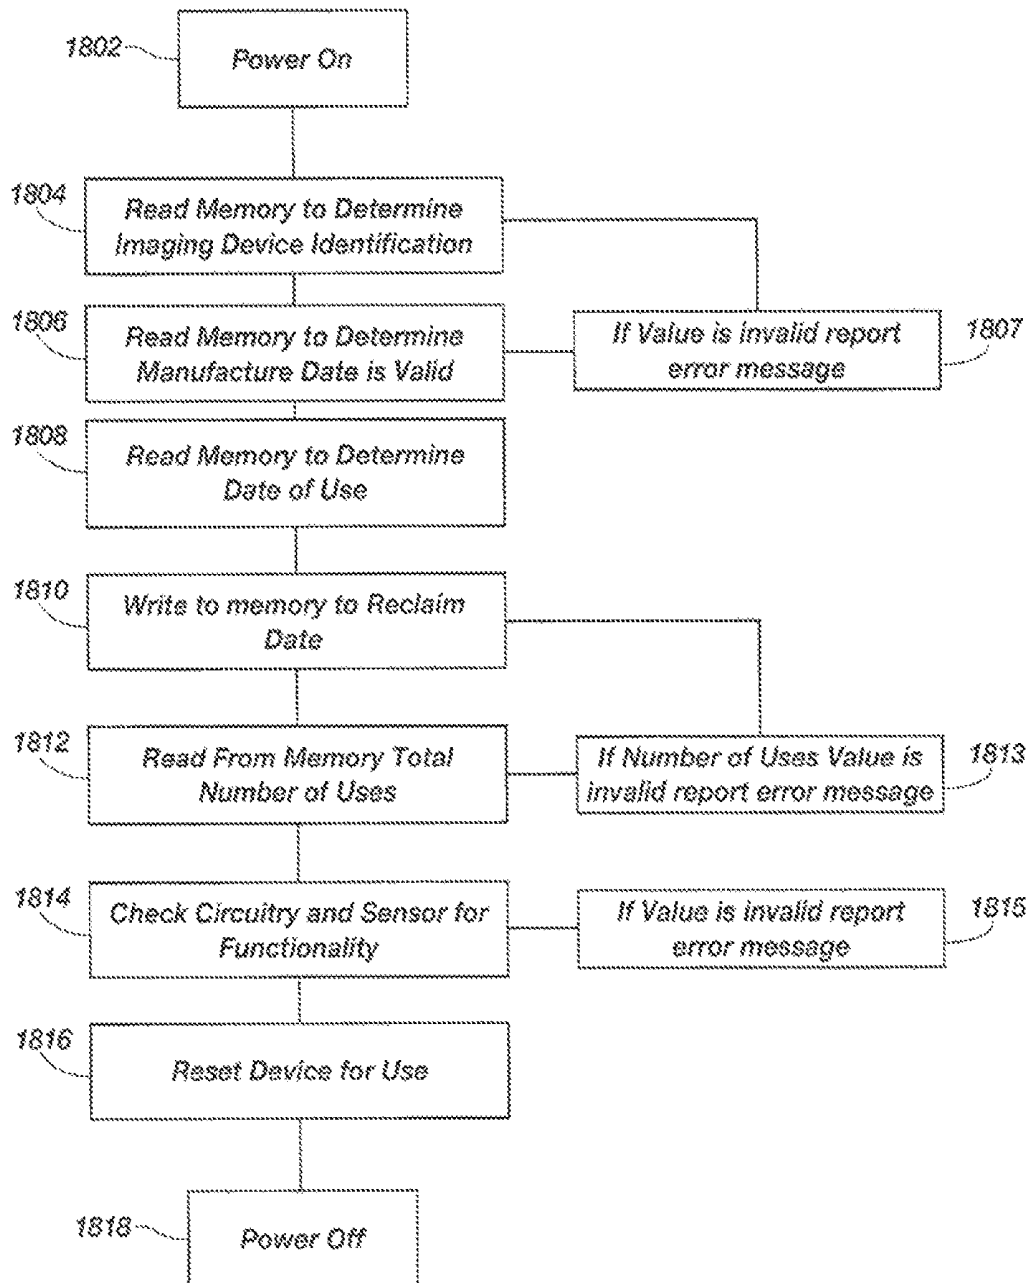 1802
Power On
1804
Read Memory to Determine
Imaging Device Identification
1806
Read Memory to Determine
Manufacture Date is Valid
If Value is invalid report
error message
1807
1808
Read Memory to Determine
Date of Use
1810
Write to memory to Reclaim
Date
1812
Read From Memory Total
Number of Uses
If Number of Uses Value is
invalid report error message
1813
1814
Check Circuitry and Sensor for
Functionality
If Value is invalid report
error message
1815
1816
Reset Device for Use
1818
Power Off